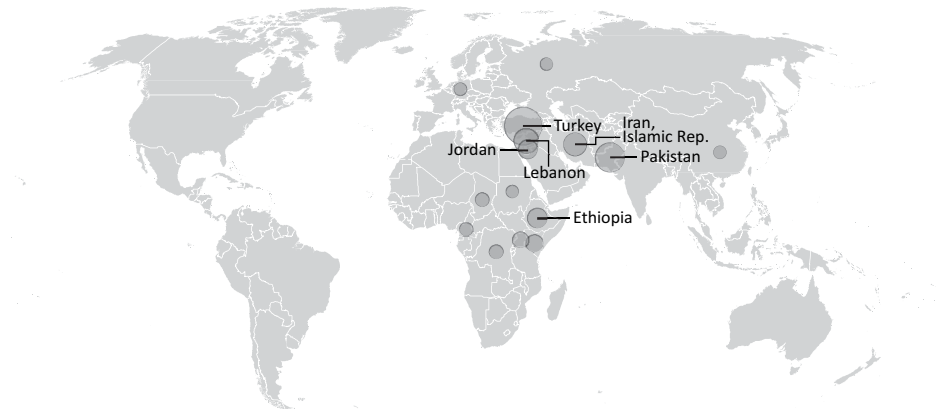 Turkey
Iran,
Islamic Rep.
Jordan
Pakistan
Lebanon
Ethiopia